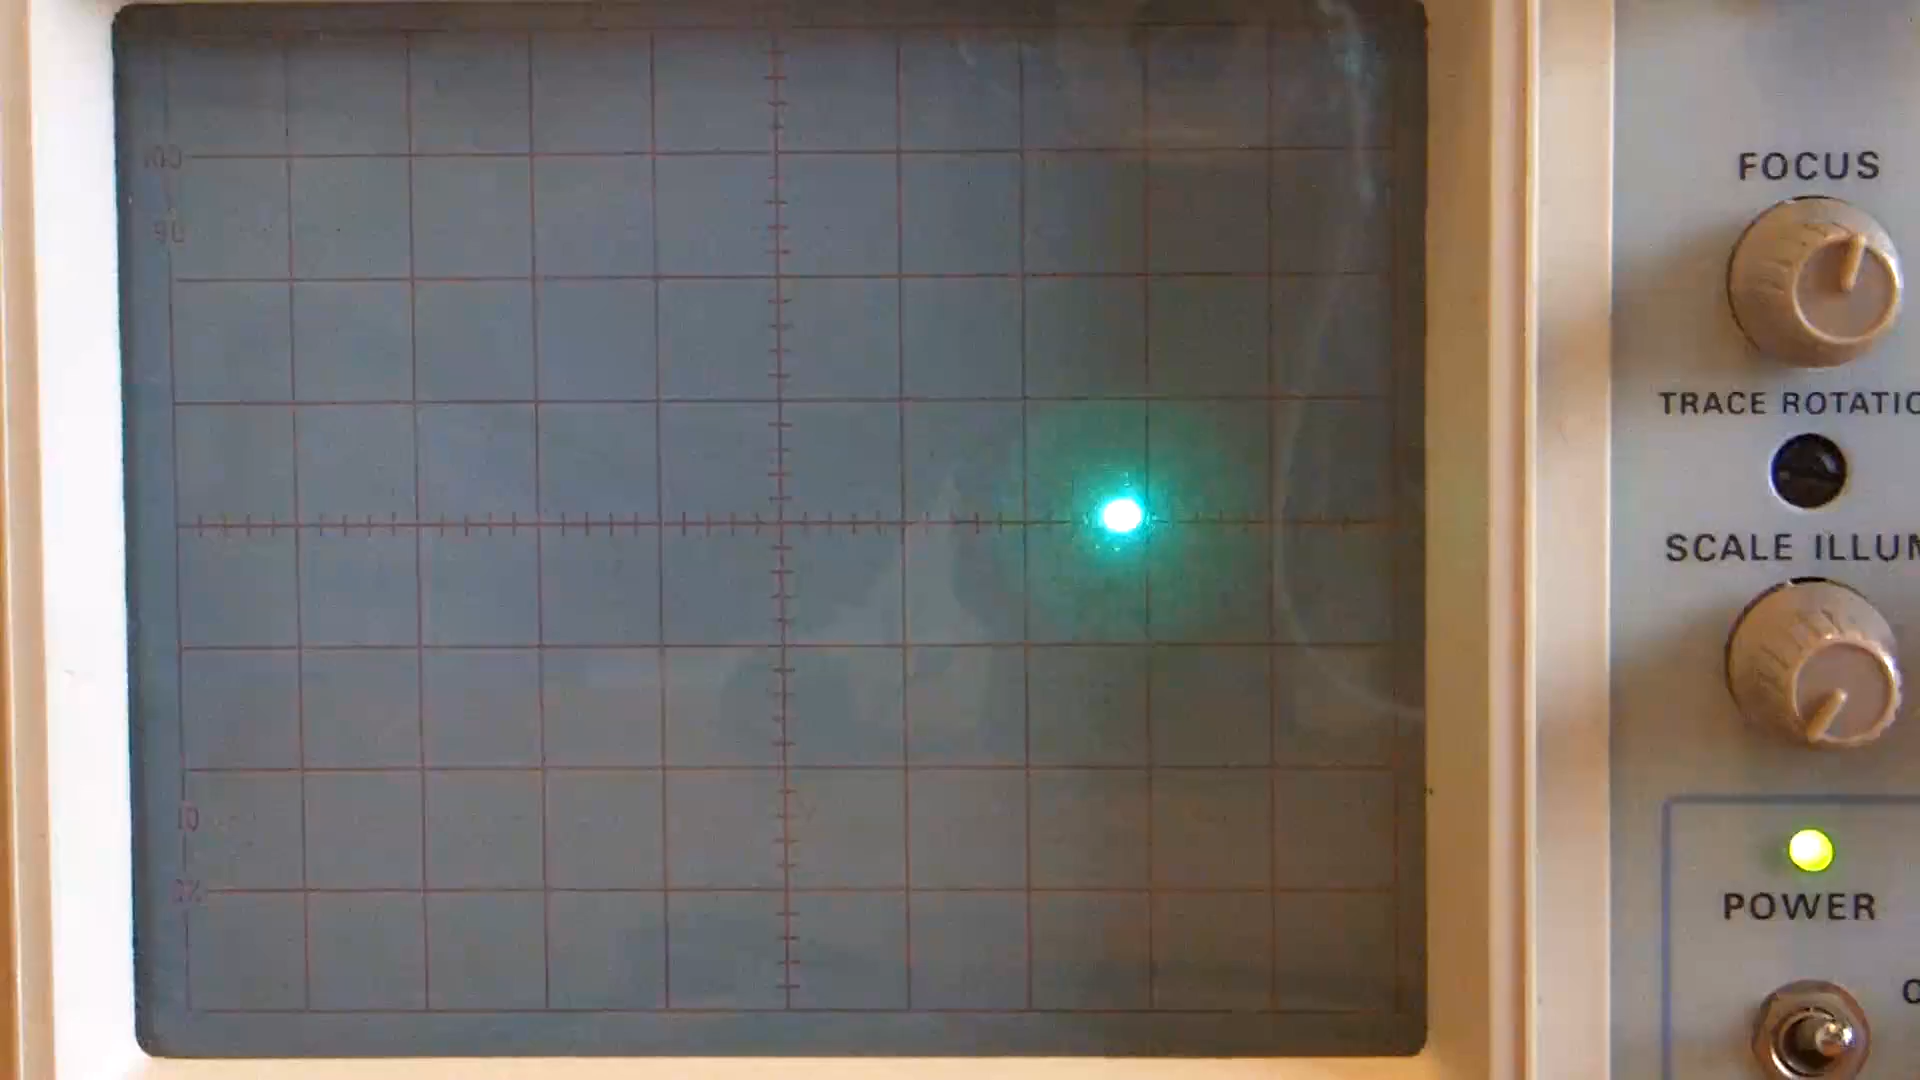 100
90
10
0%
FOCUS
TRACE ROTATIO
SCALE ILLUM
POWER
O